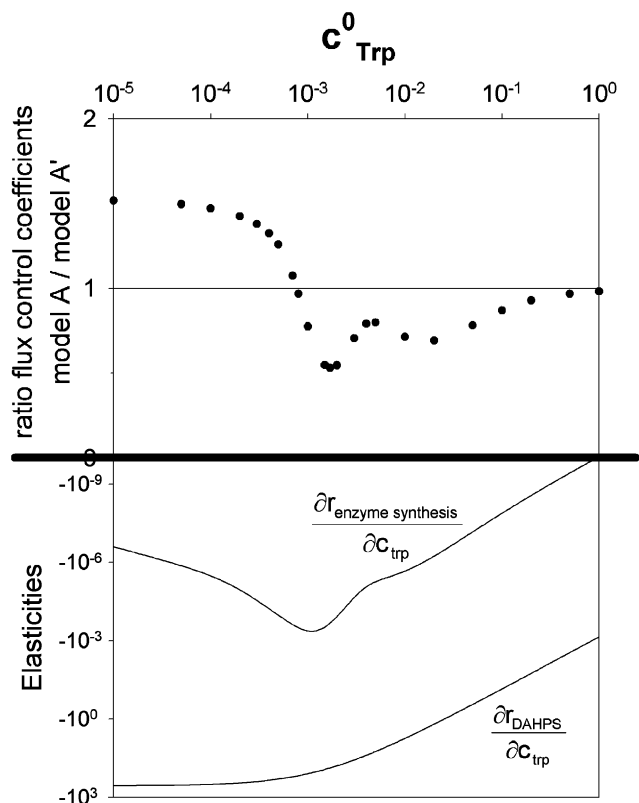 c⁰Trp
10⁻⁵ 10⁻⁴ 10⁻³ 10⁻² 10⁻¹ 10⁰
2
1
0
ratio flux control coefficients
model A / model A'
-10⁻⁹
-10⁻⁶
-10⁻³
-10⁰
-10³
Elasticities
∂r enzyme synthesis
∂c trp
∂r DAHPS
∂c trp